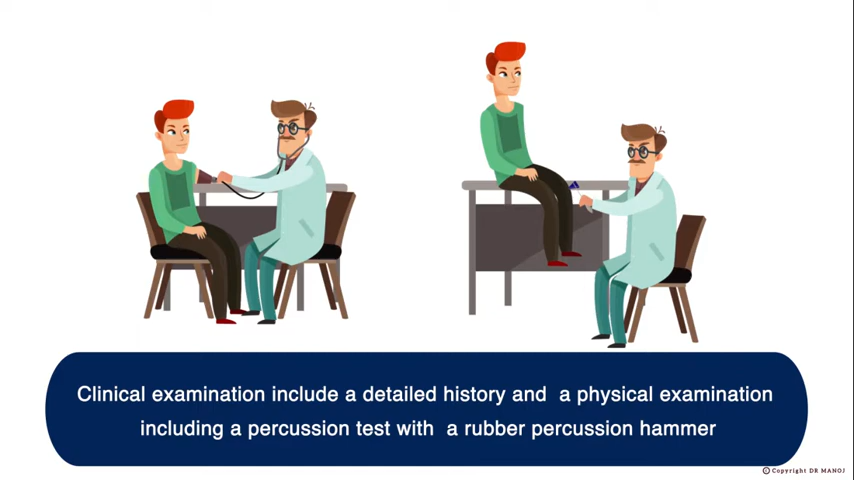 Clinical examination include a detailed history and a physical examination
including a percussion test with a rubber percussion hammer
c Copyright DR MANOJ